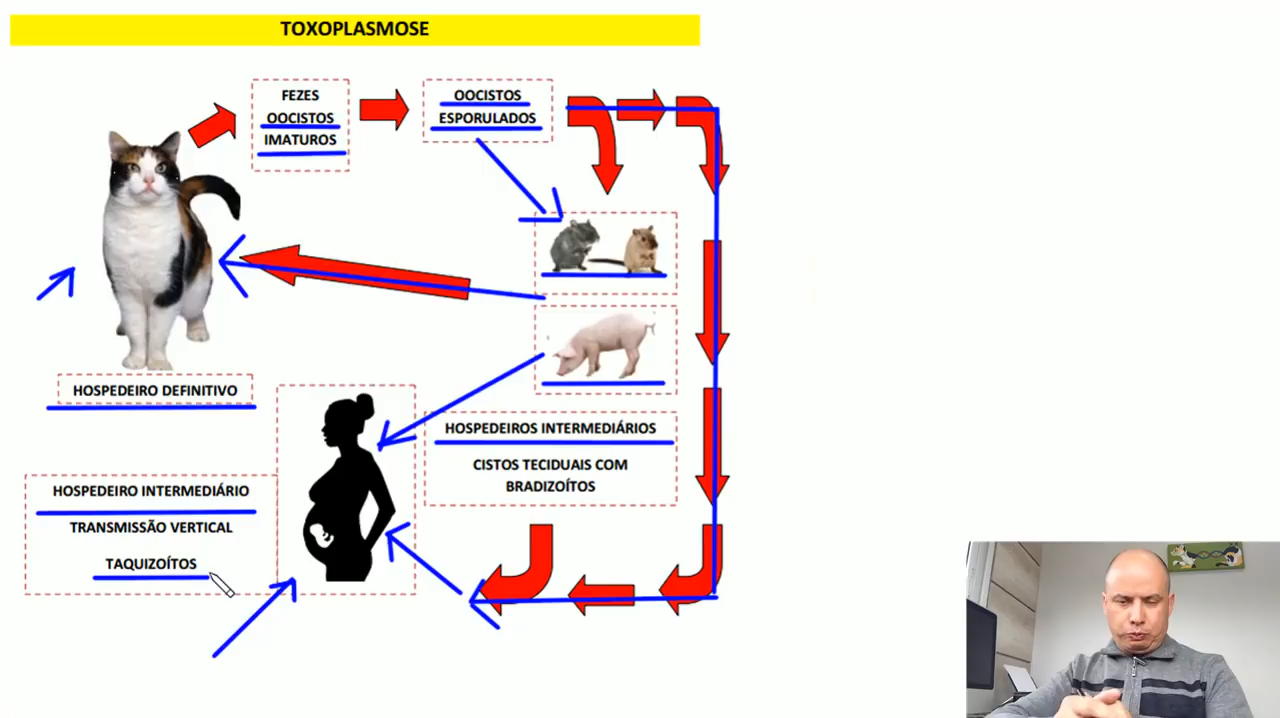 TOXOPLASMOSE
FEZES
OOCISTOS
IMATUROS
OOCISTOS
ESPORULADOS
HOSPEDEIRO DEFINITIVO
HOSPEDEIROS INTERMEDIÁRIOS
CISTOS TECIDUAIS COM
BRADIZOÍTOS
HOSPEDEIRO INTERMEDIÁRIO
TRANSMISSÃO VERTICAL
TAQUIZOÍTOS